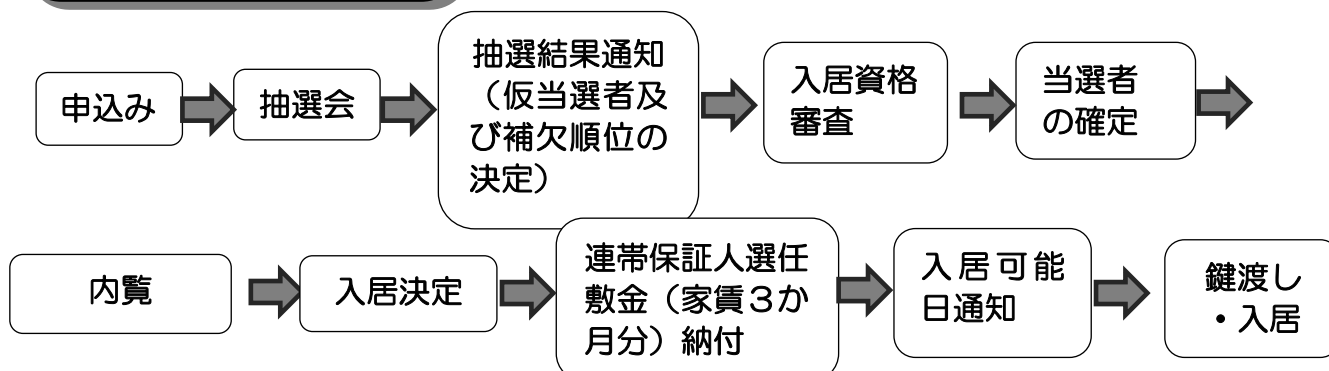 申込み
抽選会
抽選結果通知
（仮当選者及
び補欠順位の
決定）
入居資格
審査
当選者
の確定
内覧
入居決定
連帯保証人選任
敷金（家賃３か
月分）納付
入居可能
日通知
鍵渡し
・入居